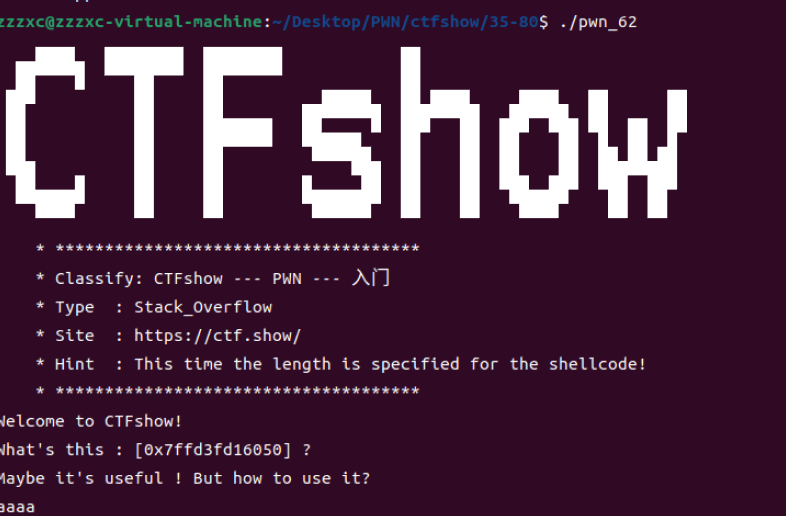 zzzxc@zzzxc-virtual-machine:~/Desktop/PWN/ctfshow/35-80$ ./pwn_62
CTFshow
* *************************************
* Classify: CTFshow --- PWN --- 入门
* Type  : Stack_Overflow
* Site  : https://ctf.show/
* Hint  : This time the length is specified for the shellcode!
* *************************************
Welcome to CTFshow!
What's this : [0x7ffd3fd16050] ?
Maybe it's useful ! But how to use it?
aaaa